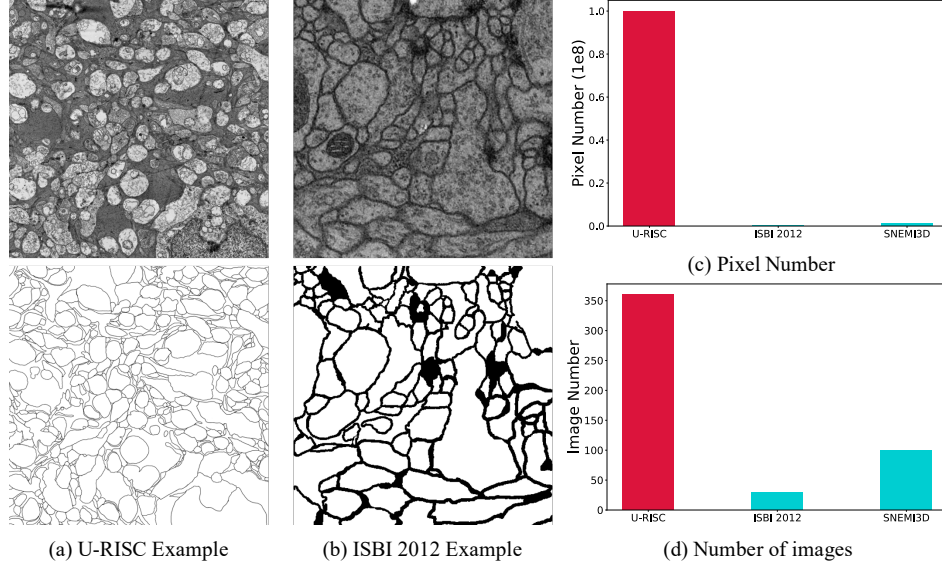 1.0
0.8
0.6
0.4
0.2
0.0
Pixel Number (1e8)
U-RISC ISBI 2012 SNEMI3D
(c) Pixel Number
350
300
250
200
150
100
50
0
Image Number
U-RISC ISBI 2012 SNEMI3D
(a) U-RISC Example (b) ISBI 2012 Example (d) Number of images